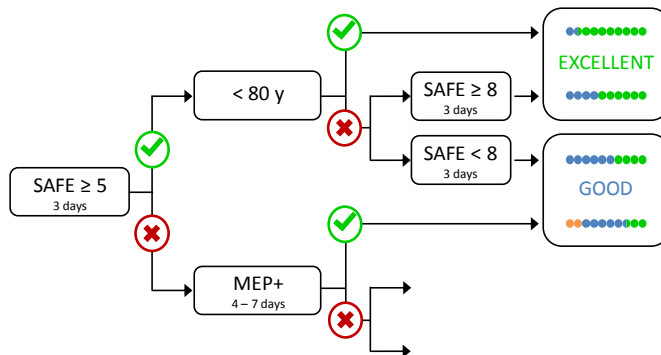 EXCELLENT
< 80 y
SAFE ≥ 8
3 days
SAFE < 8
3 days
SAFE ≥ 5
3 days
GOOD
MEP+
4 – 7 days